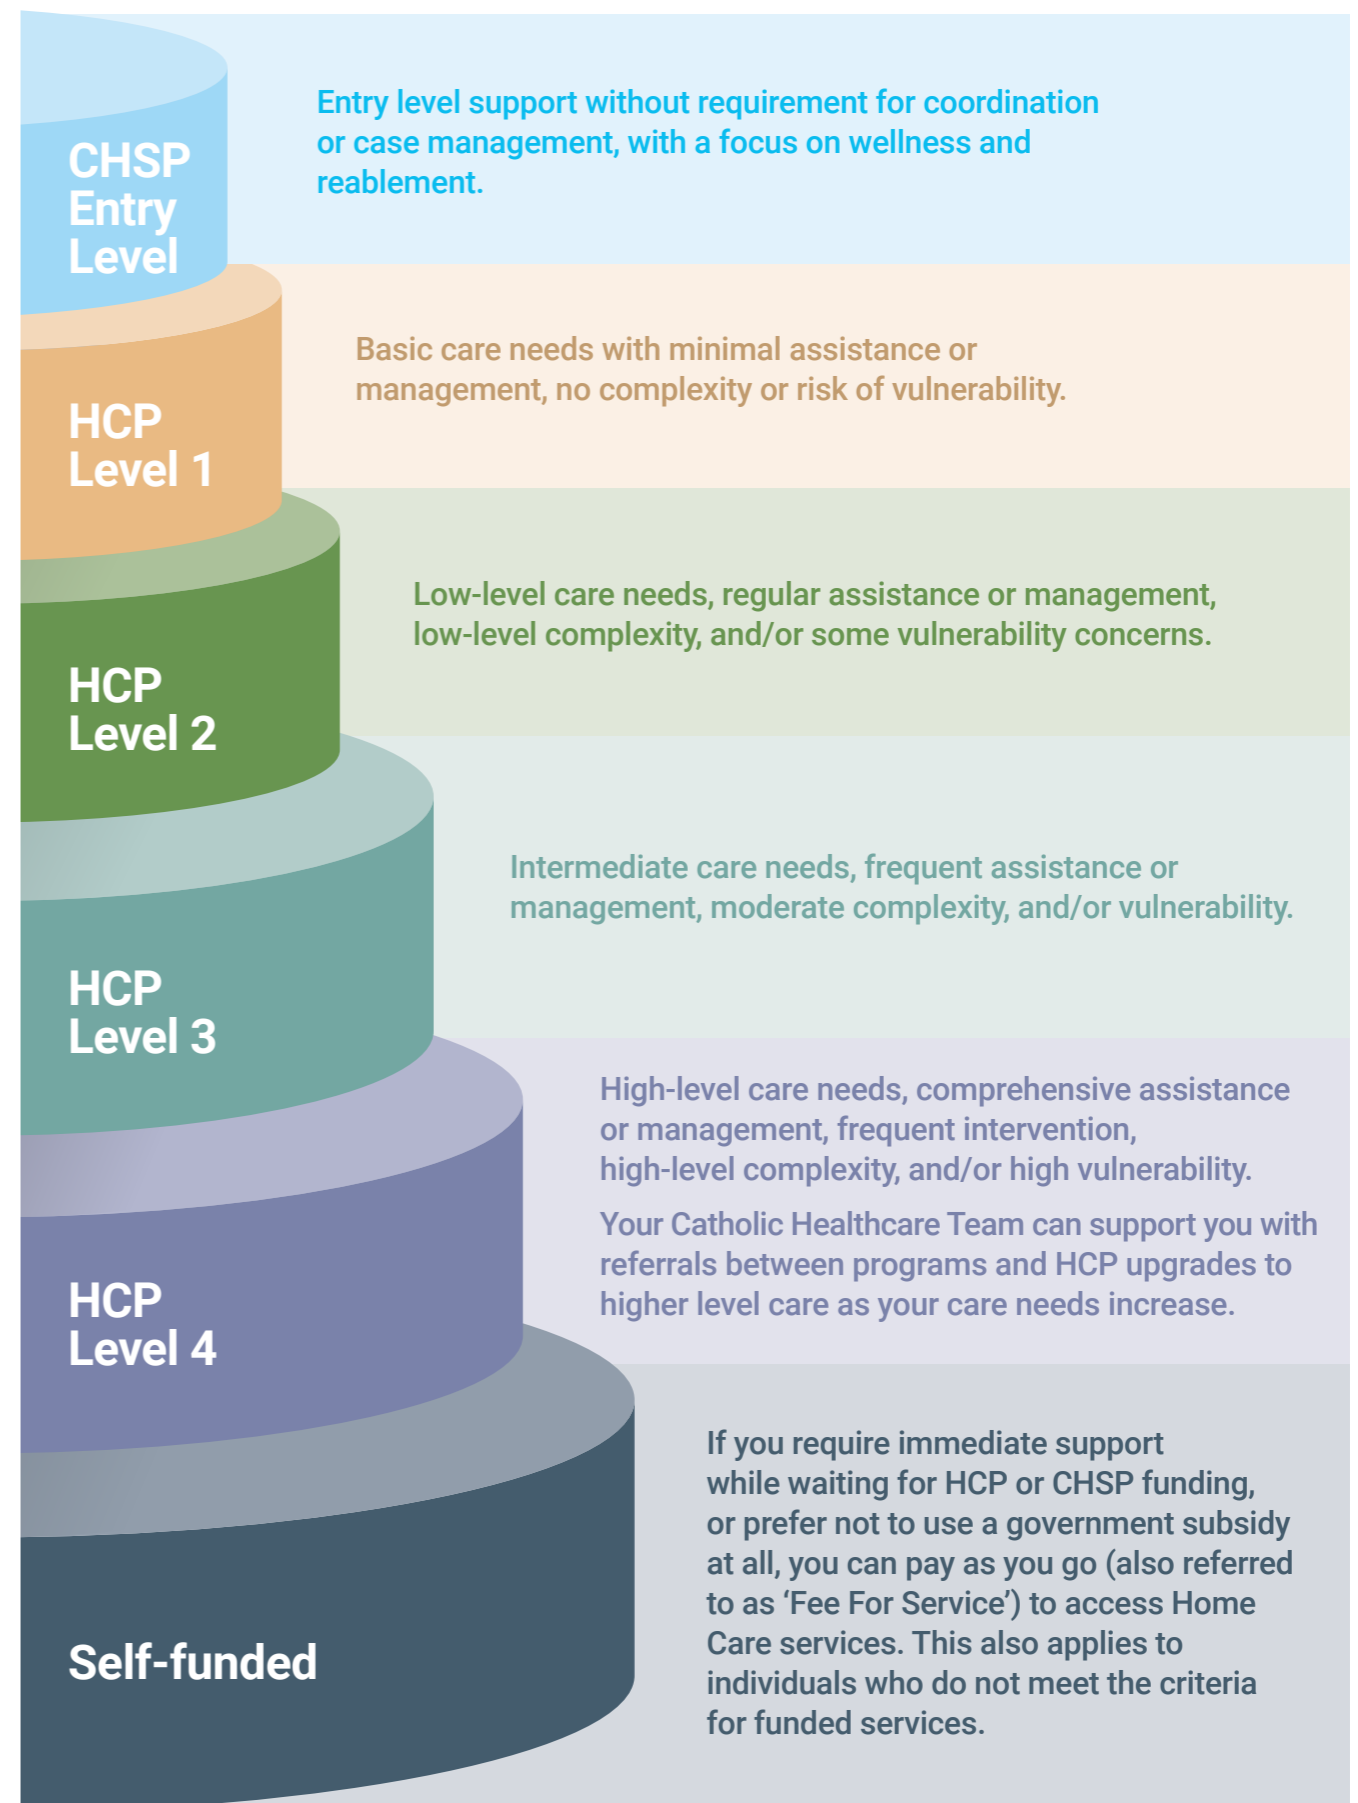 CHSP
Entry
Level
Entry level support without requirement for coordination
or case management, with a focus on wellness and
reablement.
HCP
Level 1
Basic care needs with minimal assistance or
management, no complexity or risk of vulnerability.
HCP
Level 2
Low-level care needs, regular assistance or management,
low-level complexity, and/or some vulnerability concerns.
HCP
Level 3
Intermediate care needs, frequent assistance or
management, moderate complexity, and/or vulnerability.
HCP
Level 4
High-level care needs, comprehensive assistance
or management, frequent intervention,
high-level complexity, and/or high vulnerability.
Your Catholic Healthcare Team can support you with
referrals between programs and HCP upgrades to
higher level care as your care needs increase.
Self-funded
If you require immediate support
while waiting for HCP or CHSP funding,
or prefer not to use a government subsidy
at all, you can pay as you go (also referred
to as ‘Fee For Service’) to access Home
Care services. This also applies to
individuals who do not meet the criteria
for funded services.